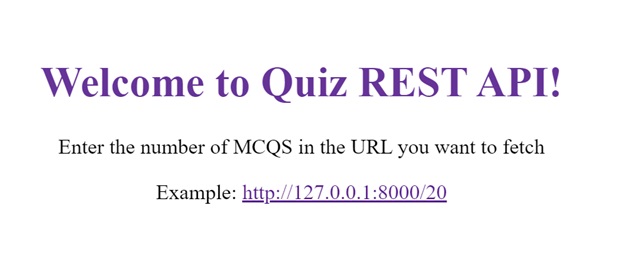 Welcome to Quiz REST API!
Enter the number of MCQS in the URL you want to fetch
Example: http://127.0.0.1:8000/20